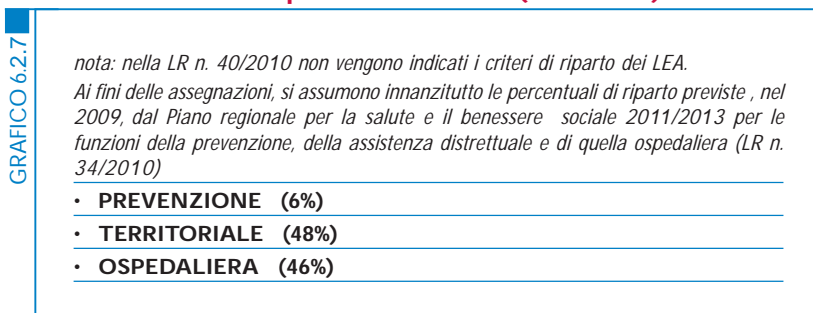 GRAFICO 6.2.7
nota: nella LR n. 40/2010 non vengono indicati i criteri di riparto dei LEA.
Ai fini delle assegnazioni, si assumono innanzitutto le percentuali di riparto previste , nel
2009, dal Piano regionale per la salute e il benessere sociale 2011/2013 per le
funzioni della prevenzione, della assistenza distrettuale e di quella ospedaliera (LR n.
34/2010)
• PREVENZIONE (6%)
• TERRITORIALE (48%)
• OSPEDALIERA (46%)